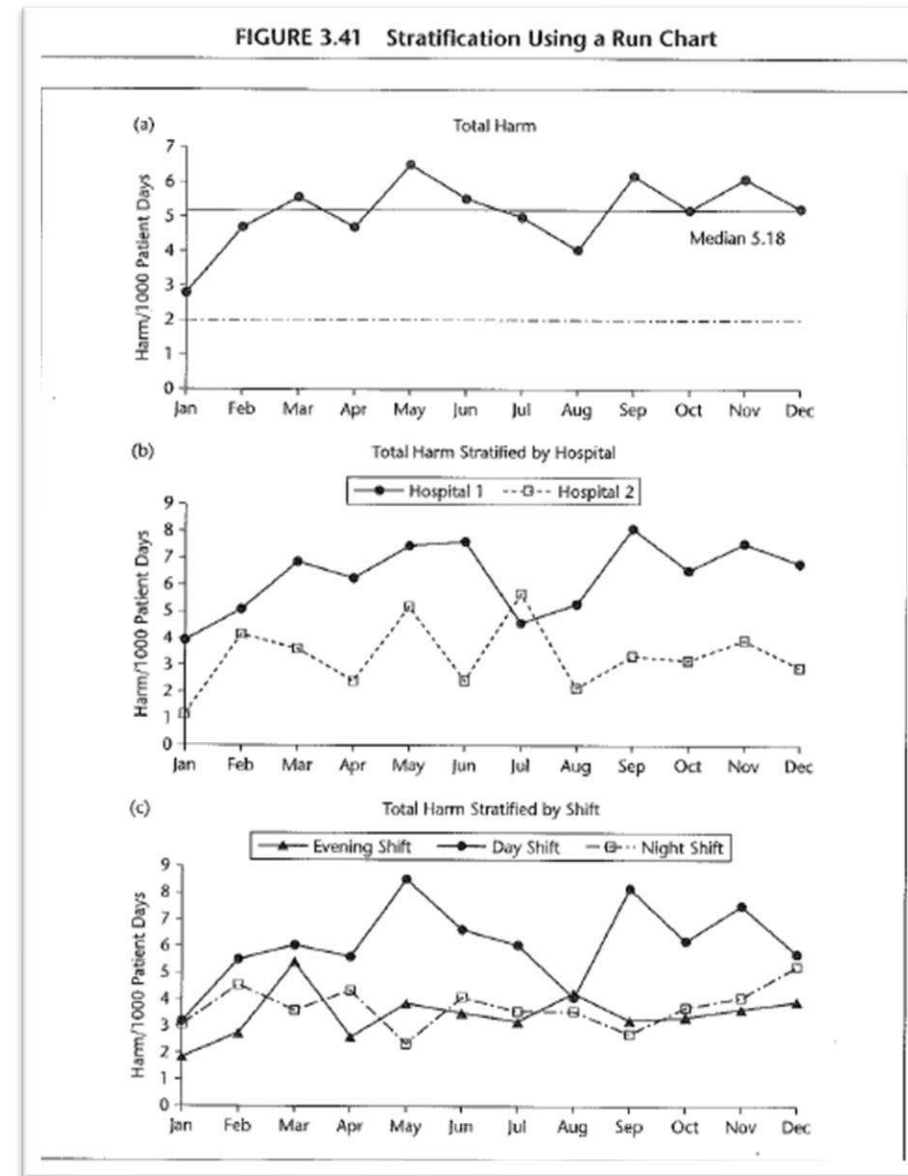 FIGURE 3.41 Stratification Using a Run Chart
(a)
Total Harm
Harm/1000 Patient Days
7
6
5
4
3
2
1
0
Median 5.18
Jan Feb Mar Apr May Jun Jul Aug Sep Oct Nov Dec
(b)
Total Harm Stratified by Hospital
Hospital 1 Hospital 2
Harm/1000 Patient Days
9
8
7
6
5
4
3
2
1
0
Jan Feb Mar Apr May Jun Jul Aug Sep Oct Nov Dec
(c)
Total Harm Stratified by Shift
Evening Shift Day Shift Night Shift
Harm/1000 Patient Days
9
8
7
6
5
4
3
2
1
0
Jan Feb Mar Apr May Jun Jul Aug Sep Oct Nov Dec